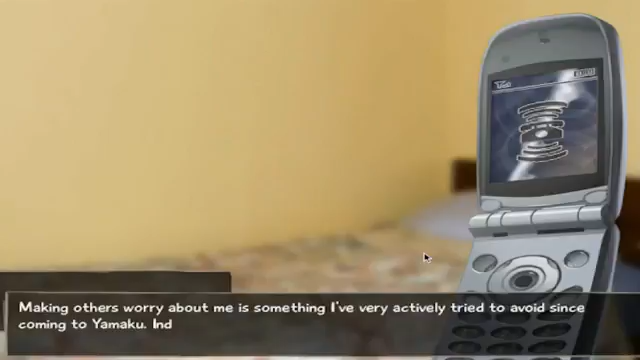 Making others worry about me is something I've very actively tried to avoid since
coming to Yamaku. Ind